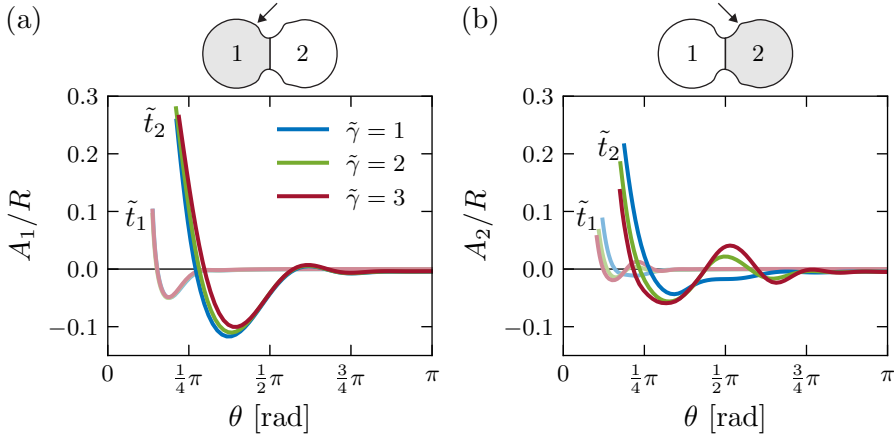 (a)
1 2
0.3
0.2
0.1
0.0
−0.1
A₁/R
t̃₂
t̃₁
γ̃ = 1
γ̃ = 2
γ̃ = 3
0 1/4π 1/2π 3/4π π
θ [rad]
(b)
1 2
0.3
0.2
0.1
0.0
−0.1
A₂/R
t̃₂
t̃₁
0 1/4π 1/2π 3/4π π
θ [rad]